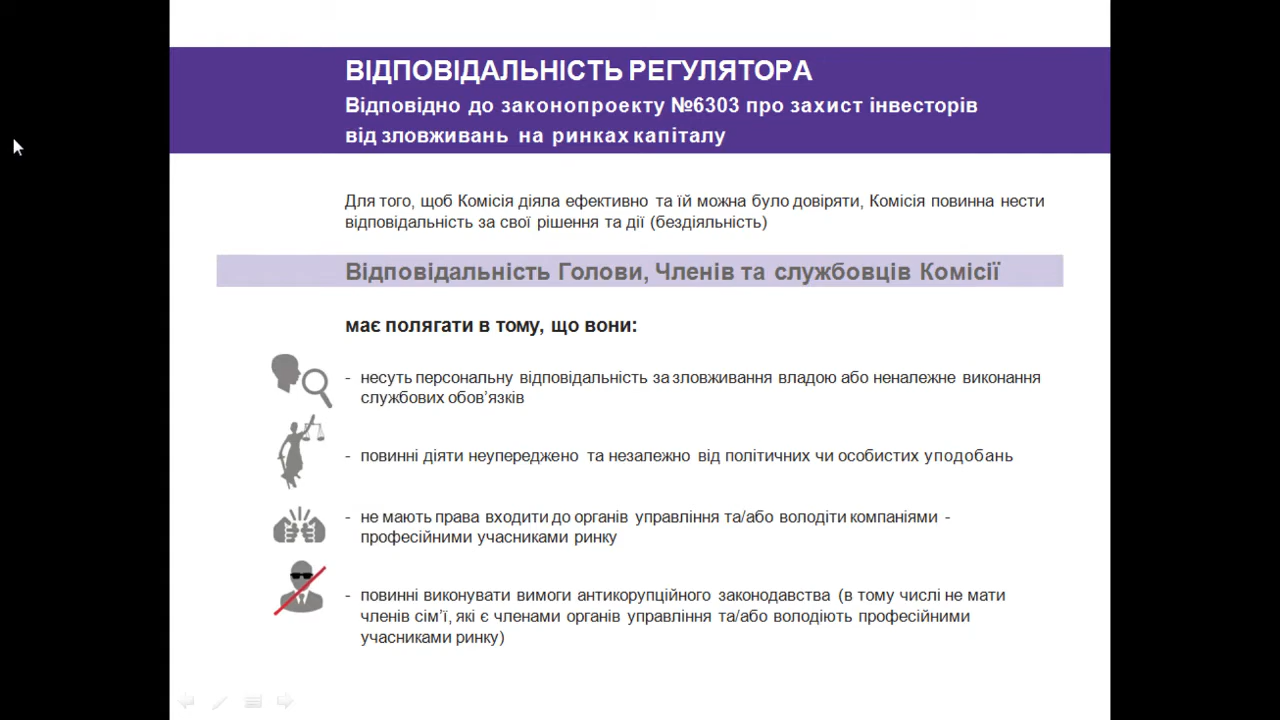 ВІДПОВІДАЛЬНІСТЬ РЕГУЛЯТОРА
Відповідно до законопроекту №6303 про захист інвесторів
від зловживань на ринках капіталу
Для того, щоб Комісія діяла ефективно та їй можна було довіряти, Комісія повинна нести
відповідальність за свої рішення та дії (бездіяльність)
Відповідальність Голови, Членів та службовців Комісії
має полягати в тому, що вони:
- несуть персональну відповідальність за зловживання владою або неналежне виконання
службових обов’язків
- повинні діяти неупереджено та незалежно від політичних чи особистих уподобань
- не мають права входити до органів управління та/або володіти компаніями -
професійними учасниками ринку
- повинні виконувати вимоги антикорупційного законодавства (в тому числі не мати
членів сім’ї, які є членами органів управління та/або володіють професійними
учасниками ринку)